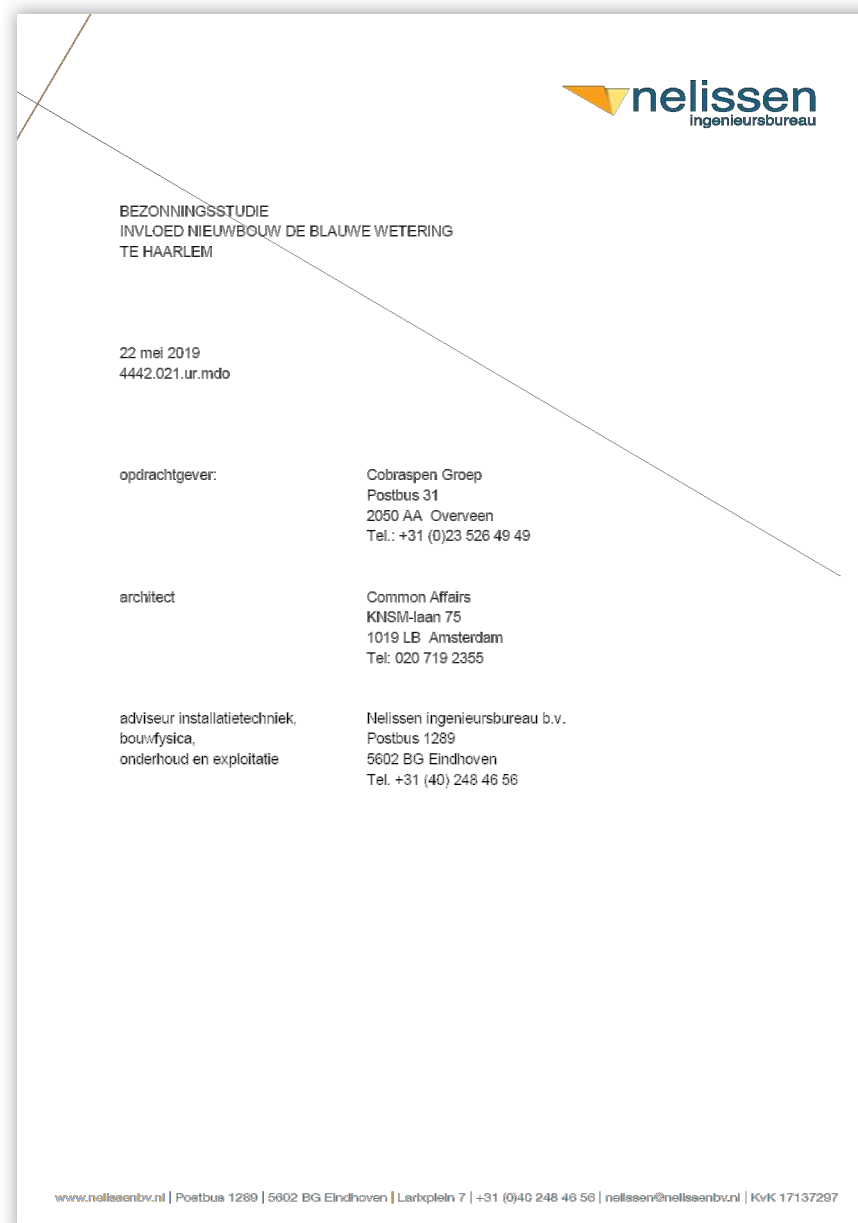 nelissen
ingenieursbureau
BEZONNINGSSTUDIE
INVLOED NIEUWBOUW DE BLAUWE WETERING
TE HAARLEM
22 mei 2019
4442.021.ur.mdo
opdrachtgever:
Cobraspen Groep
Postbus 31
2050 AA Overveen
Tel.: +31 (0)23 526 49 49
architect
Common Affairs
KNSM-laan 75
1019 LB Amsterdam
Tel: 020 719 2355
adviseur installatietechniek,
bouwfysica,
onderhoud en exploitatie
Nelissen ingenieursbureau b.v.
Postbus 1289
5602 BG Eindhoven
Tel. +31 (40) 248 46 56
www.nelissenbv.nl | Postbus 1289 | 5602 BG Eindhoven | Larixplein 7 | +31 (0)40 248 46 56 | nelissen@nelissenbv.nl | KvK 17137297